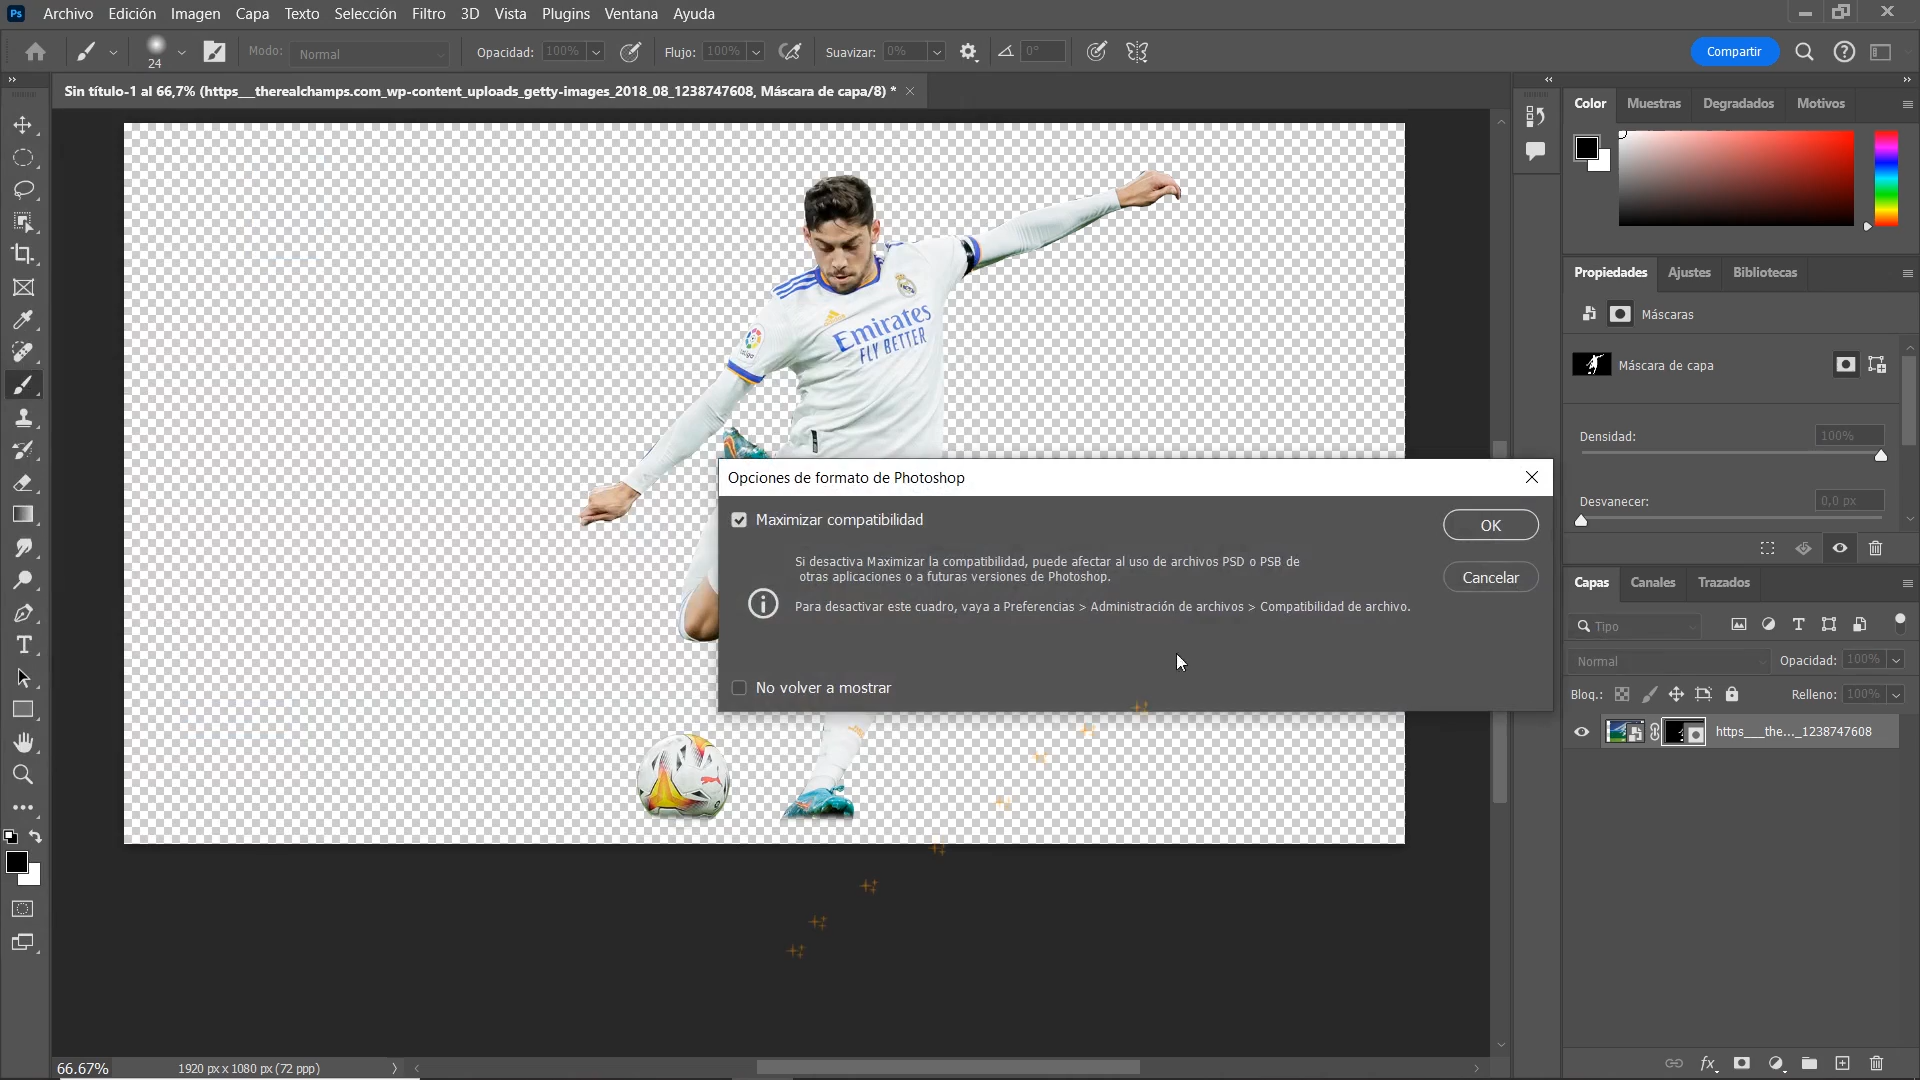 Ps Archivo Edición Imagen Capa Texto Selección Filtro 3D Vista Plugins Ventana Ayuda
24 Modo: Normal Opacidad: 100% Flujo: 100% Suavizar: 0% 0° Compartir
Sin título-1 al 66,7% (https___therealchamps.com_wp-content_uploads_getty-images_2018_08_1238747608, Máscara de capa/8) *
Color Muestras Degradados Motivos
Propiedades Ajustes Bibliotecas
Máscaras
Máscara de capa
Densidad: 100%
Desvanecer: 0,0 px
Emirates
FLY BETTER
Opciones de formato de Photoshop
Maximizar compatibilidad
OK
Si desactiva Maximizar la compatibilidad, puede afectar al uso de archivos PSD o PSB de
otras aplicaciones o a futuras versiones de Photoshop.
Cancelar
Para desactivar este cuadro, vaya a Preferencias > Administración de archivos > Compatibilidad de archivo.
No volver a mostrar
Capas Canales Trazados
Tipo
Normal Opacidad: 100%
Bloq.: Relleno: 100%
https___the..._1238747608
66.67% 1920 px x 1080 px (72 ppp)